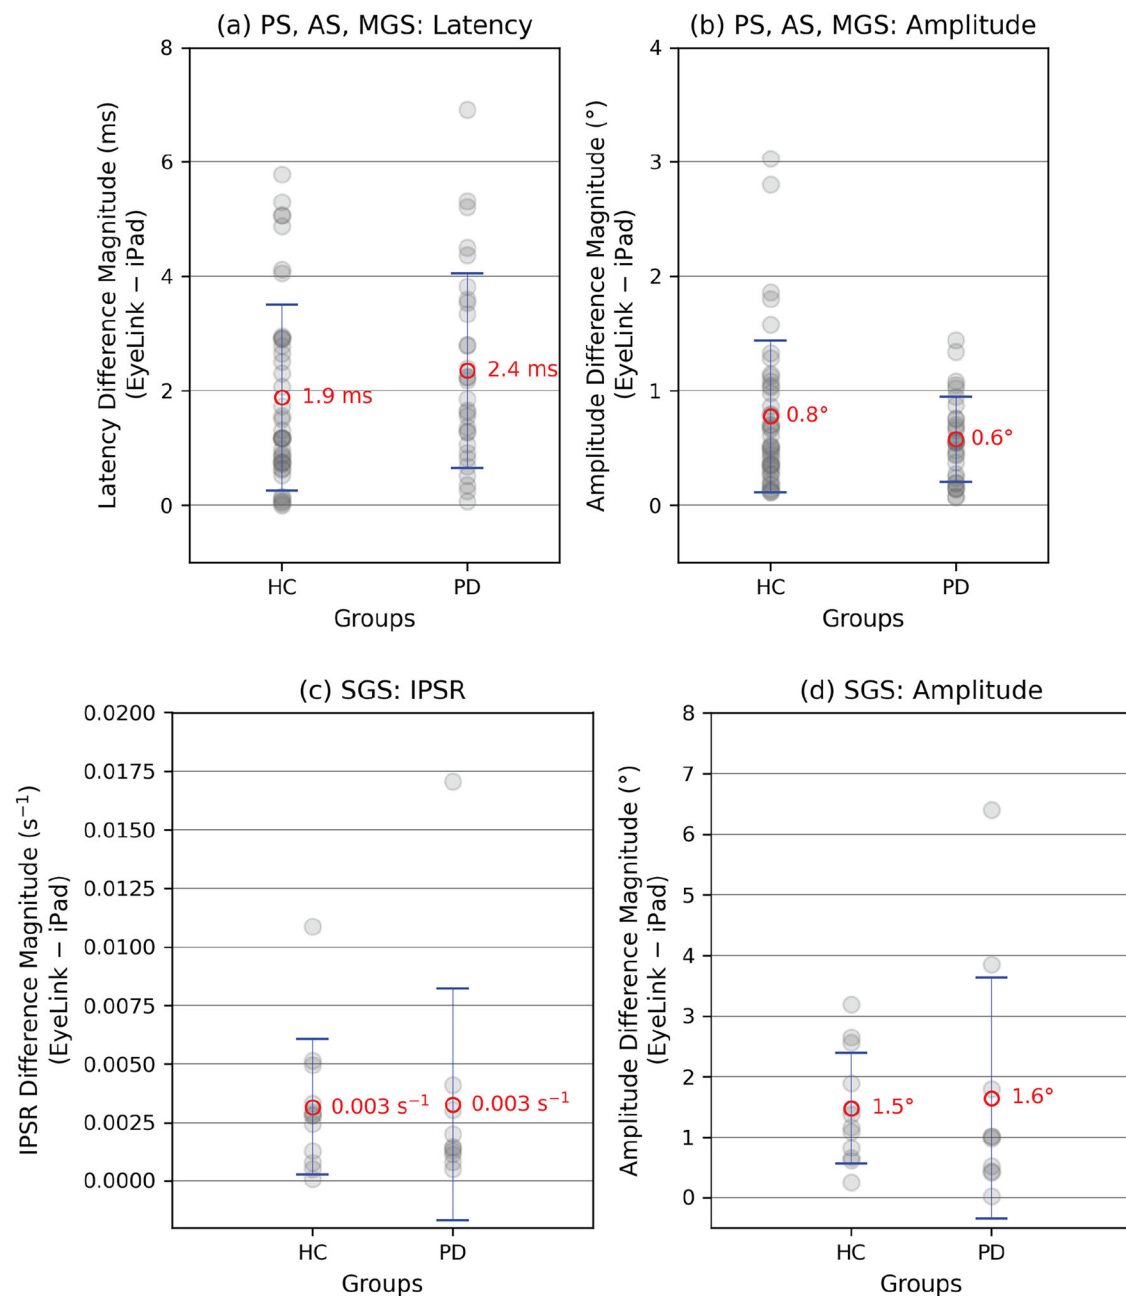 (a) PS, AS, MGS: Latency
(b) PS, AS, MGS: Amplitude
Latency Difference Magnitude (ms)
(EyeLink − iPad)
8
6
4
2
0
1.9 ms
2.4 ms
HC
PD
Groups
Amplitude Difference Magnitude (°)
(EyeLink − iPad)
4
3
2
1
0
0.8°
0.6°
HC
PD
Groups
(c) SGS: IPSR
(d) SGS: Amplitude
IPSR Difference Magnitude (s⁻¹)
(EyeLink − iPad)
0.0200
0.0175
0.0150
0.0125
0.0100
0.0075
0.0050
0.0025
0.0000
0.003 s⁻¹
0.003 s⁻¹
HC
PD
Groups
Amplitude Difference Magnitude (°)
(EyeLink − iPad)
8
7
6
5
4
3
2
1
0
1.5°
1.6°
HC
PD
Groups